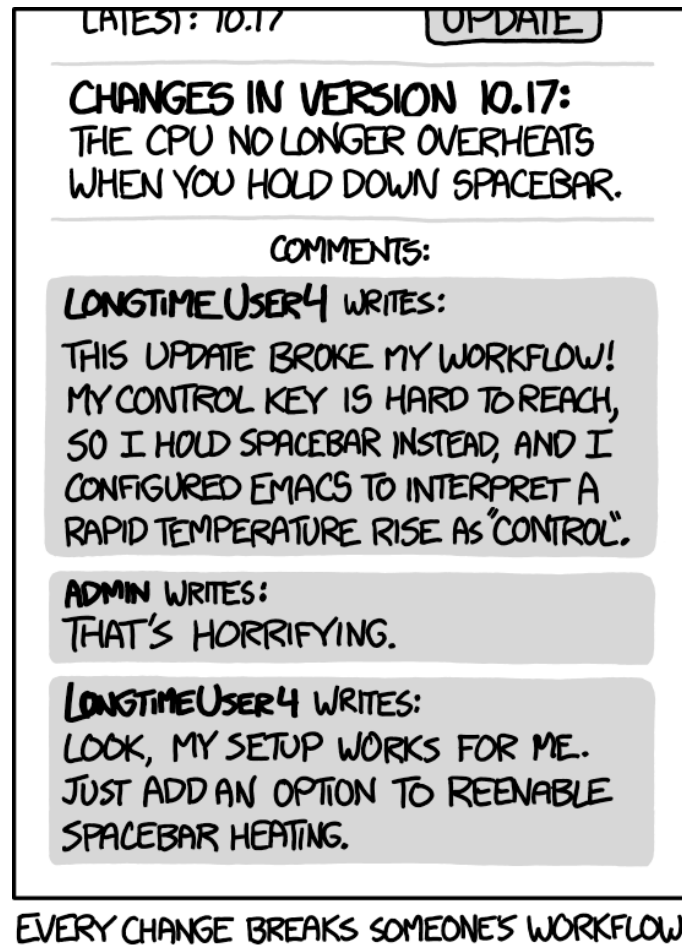 LATEST: 10.17 UPDATE
CHANGES IN VERSION 10.17:
THE CPU NO LONGER OVERHEATS
WHEN YOU HOLD DOWN SPACEBAR.
COMMENTS:
LONGTIMEUSER4 WRITES:
THIS UPDATE BROKE MY WORKFLOW!
MY CONTROL KEY IS HARD TO REACH,
SO I HOLD SPACEBAR INSTEAD, AND I
CONFIGURED EMACS TO INTERPRET A
RAPID TEMPERATURE RISE AS "CONTROL".
ADMIN WRITES:
THAT'S HORRIFYING.
LONGTIMEUSER4 WRITES:
LOOK, MY SETUP WORKS FOR ME.
JUST ADD AN OPTION TO REENABLE
SPACEBAR HEATING.
EVERY CHANGE BREAKS SOMEONE'S WORKFLOW